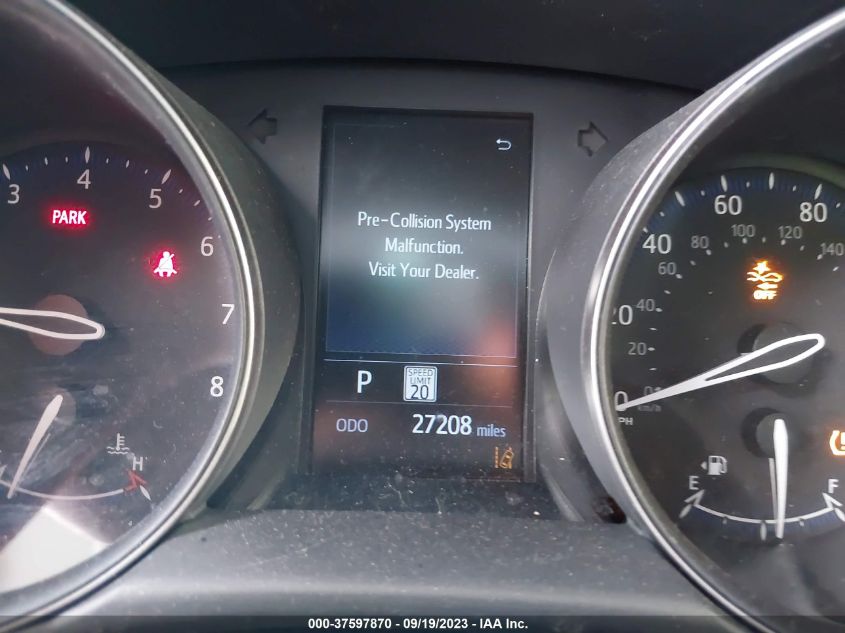 3 4 5 6 7 8
PARK
H
Pre-Collision System
Malfunction.
Visit Your Dealer.
P
SPEED
LIMIT
20
ODO 27208 miles
40 60 80
20 40 60 80 100 120 140
0
km/h
OFF
E F
000-37597870 - 09/19/2023 - IAA Inc.